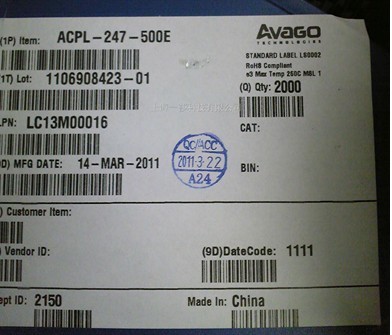 (1P) Item: ACPL-247-500E
AVAGO
TECHNOLOGIES
STANDARD LABEL LS0002
RoHS Compliant
e3 Max Temp 250C MSL 1
1T) Lot: 1106908423-01
(Q) Qty: 2000
LPN: LC13M00016
CAT:
D) MFG DATE: 14-MAR-2011
QC/ACC
2011.3.22
A24
BIN:
) Customer Item:
) Vendor ID:
(9D)DateCode: 1111
ept ID: 2150
Made In: China